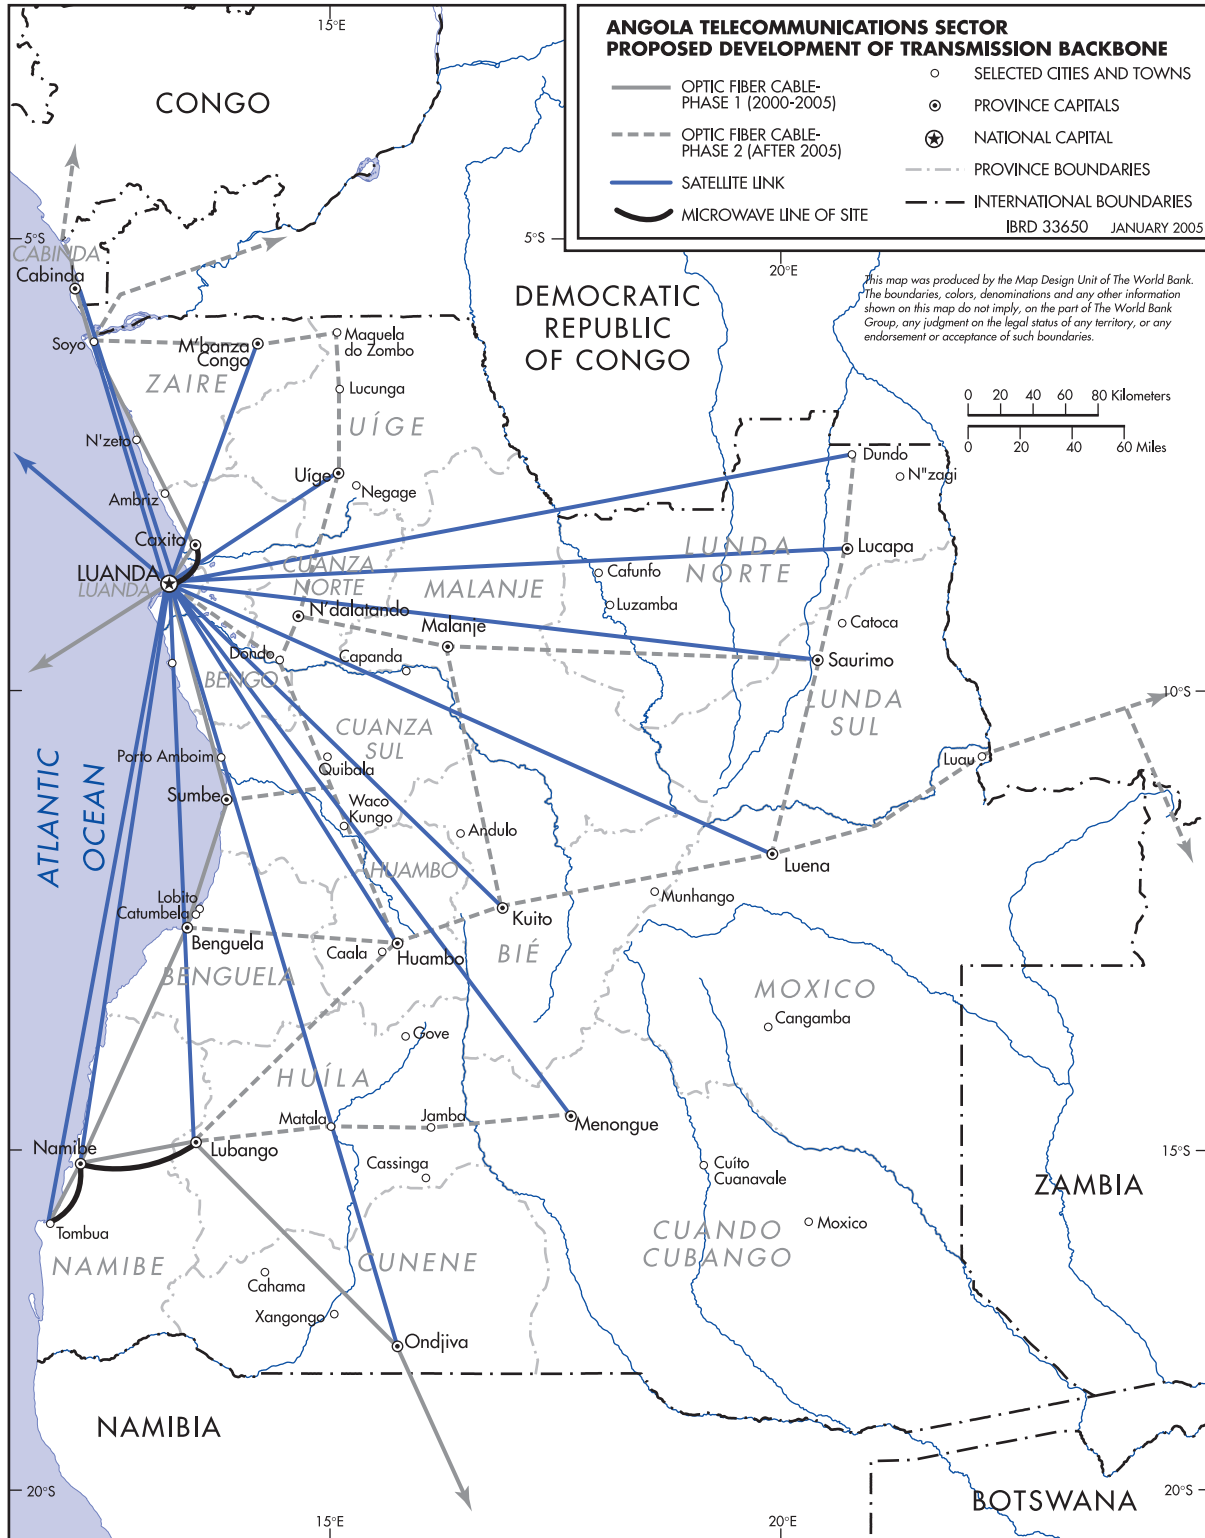 ANGOLA TELECOMMUNICATIONS SECTOR
PROPOSED DEVELOPMENT OF TRANSMISSION BACKBONE
OPTIC FIBER CABLE-
PHASE 1 (2000-2005)
OPTIC FIBER CABLE-
PHASE 2 (AFTER 2005)
SATELLITE LINK
MICROWAVE LINE OF SITE
SELECTED CITIES AND TOWNS
PROVINCE CAPITALS
NATIONAL CAPITAL
PROVINCE BOUNDARIES
INTERNATIONAL BOUNDARIES
IBRD 33650 JANUARY 2005
This map was produced by the Map Design Unit of The World Bank.
The boundaries, colors, denominations and any other information
shown on this map do not imply, on the part of The World Bank
Group, any judgment on the legal status of any territory, or any
endorsement or acceptance of such boundaries.
0 20 40 60 80 Kilometers
0 20 40 60 Miles
15°E
CONGO
5°S
5°S
20°E
CABINDA
Cabinda
DEMOCRATIC
REPUBLIC
OF CONGO
Soyo
M'banza
Congo
Maquela
do Zombo
ZAIRE
Lucunga
UÍGE
N'zeto
Uíge
Negage
Ambriz
Dundo
N"zagi
Caxito
LUANDA
LUANDA
CUANZA
NORTE
MALANJE
LUNDA
NORTE
Lucapa
Cafunfo
Luzamba
N'dalatando
Malanje
Catoca
Dondo
Capanda
Saurimo
BENGO
LUNDA
SUL
10°S
CUANZA
SUL
Porto Amboim
Quibala
Luau
ATLANTIC
OCEAN
Sumbe
Waco
Kungo
Andulo
HUAMBO
Luena
Lobito
Catumbela
Munhango
Kuito
Benguela
Caala
Huambo
BIÉ
BENGUELA
MOXICO
Cangamba
Gove
HUÍLA
Matala
Jamba
Menongue
Namibe
Lubango
15°S
Cassinga
Cuíto
Cuanavale
ZAMBIA
Tombua
Moxico
NAMIBE
CUNENE
CUANDO
CUBANGO
Cahama
Xangongo
Ondjiva
NAMIBIA
20°S
20°S
BOTSWANA
15°E
20°E